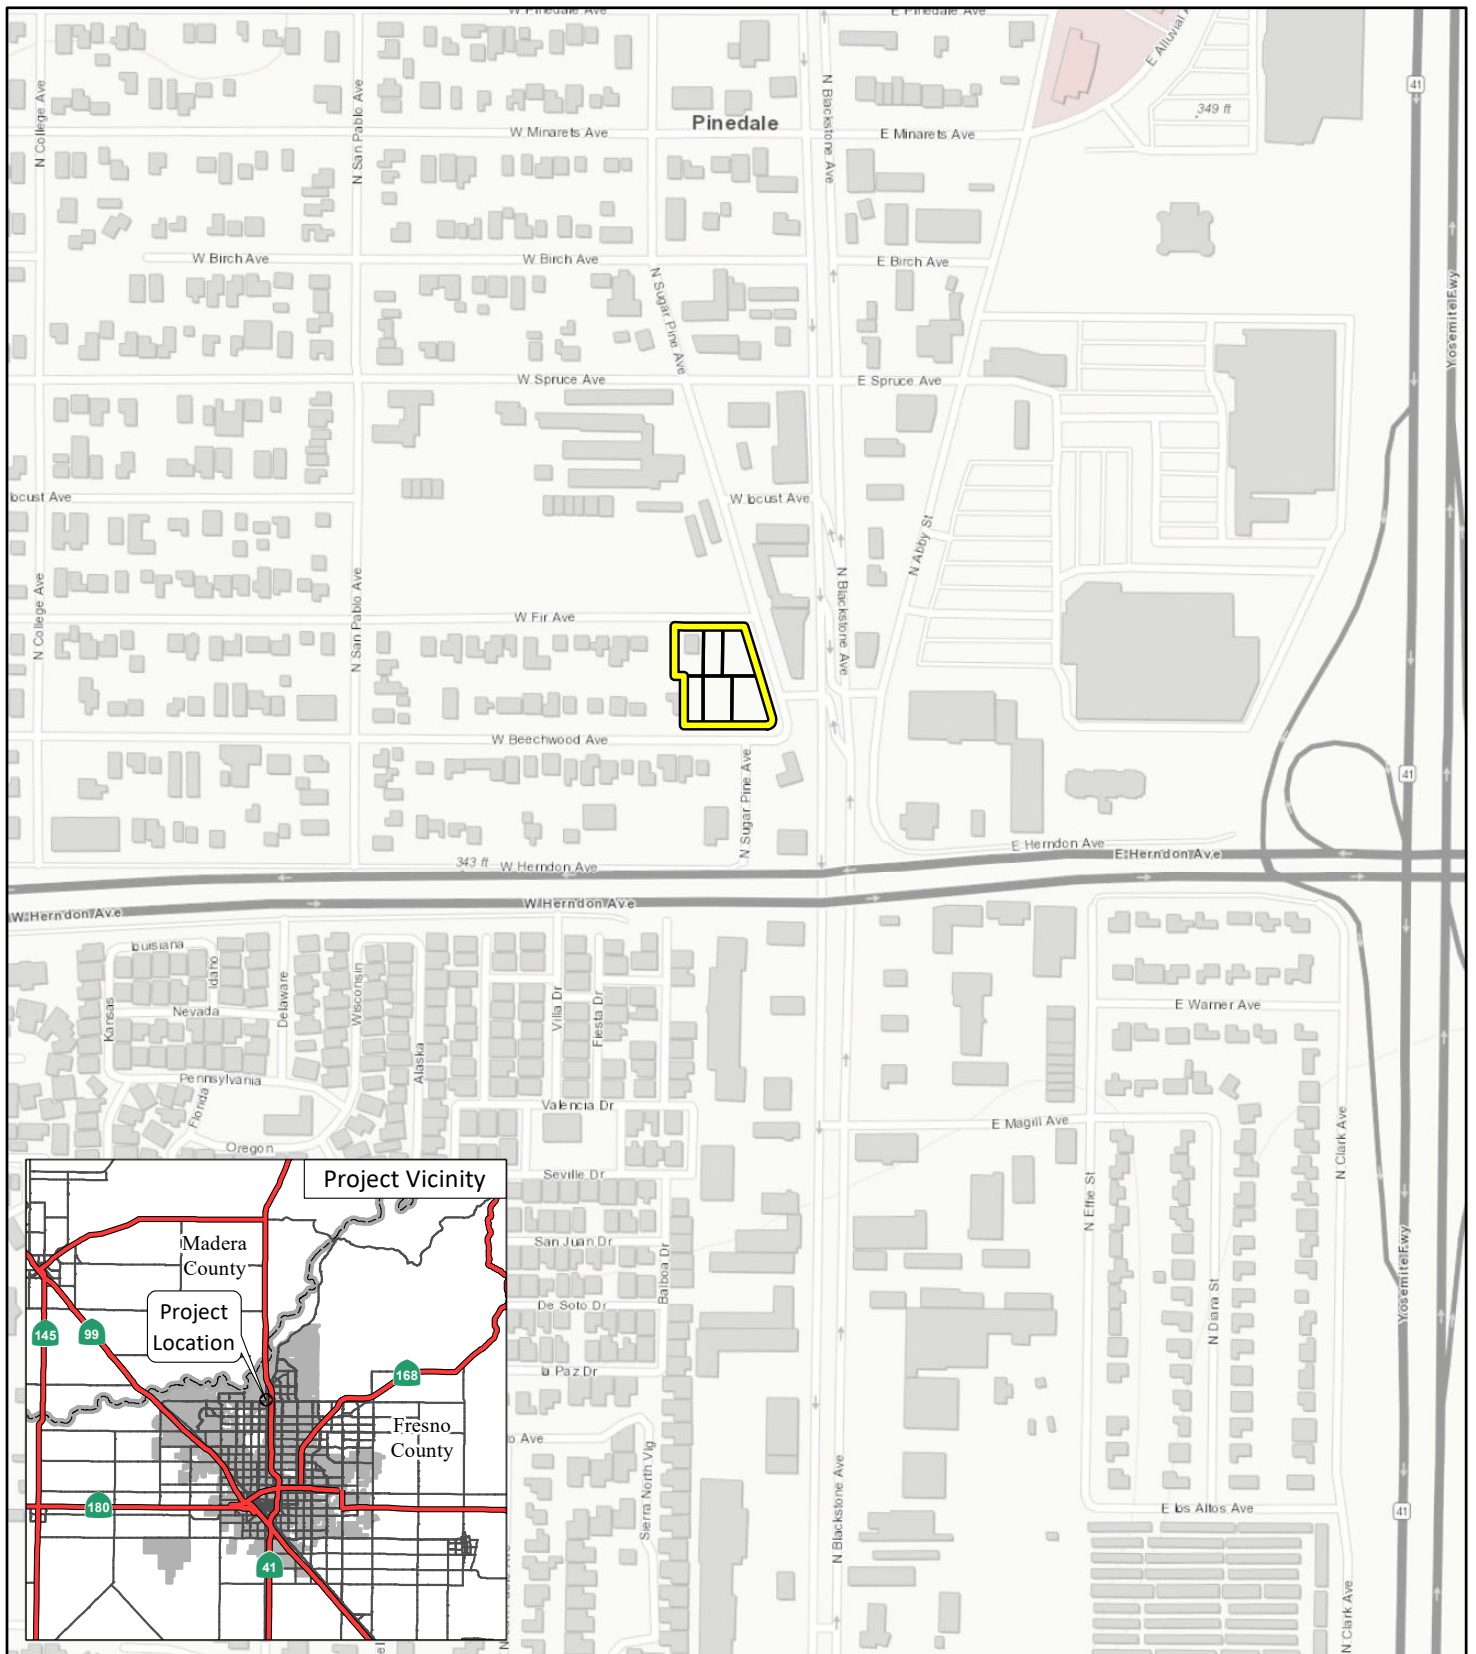 W Pinedale Ave
E Pinedale Ave
N College Ave
N San Pablo Ave
N Blackstone Ave
E Alluvial A
41
349 ft
Pinedale
W Minarets Ave
E Minarets Ave
W Birch Ave
W Birch Ave
E Birch Ave
N Sugar Pine Ave
Yosemite Fwy
W Spruce Ave
E Spruce Ave
ocust Ave
W Locust Ave
N Abby St
N College Ave
N San Pablo Ave
N Blackstone Ave
W Fir Ave
W Beechwood Ave
N Sugar Pine Ave
41
343 ft
W Herndon Ave
E Herndon Ave
E Herndon Ave
W Herndon Ave
W Herndon Ave
Louisiana
Idaho
Kansas
Nevada
Delaware
Wisconsin
Alaska
Villa Dr
Fiesta Dr
E Warner Ave
Pennsylvania
Florida
Oregon
Valencia Dr
E Magill Ave
N Clark Ave
Seville Dr
N Effie St
San Juan Dr
Balboa Dr
De Soto Dr
N Diana St
Yosemite Fwy
La Paz Dr
o Ave
Sierra North Vlg
N Blackstone Ave
E Los Altos Ave
41
N Clark Ave
Project Vicinity
Madera
County
Project
Location
145
99
168
Fresno
County
180
41